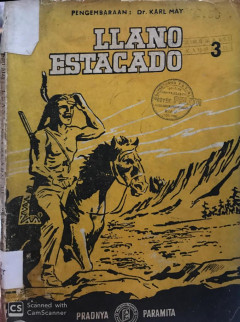 PENGEMBARAAN: Dr. KARL MAY
LLANO
ESTACADO
3
CS Scanned with
CamScanner
PRADNYA PARAMITA